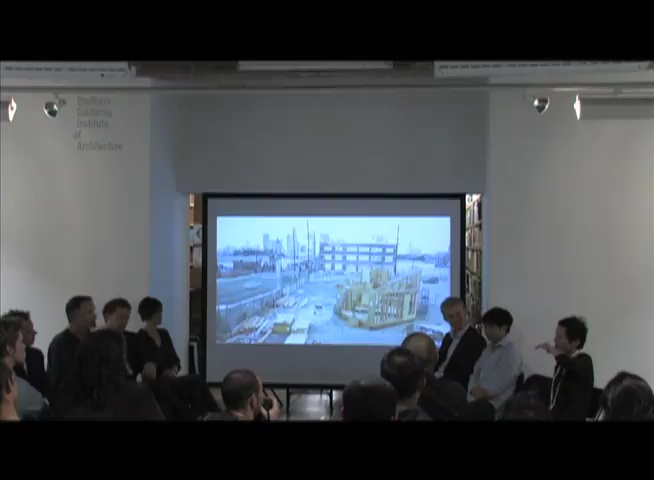 Southern
California
Institute
of
Architecture